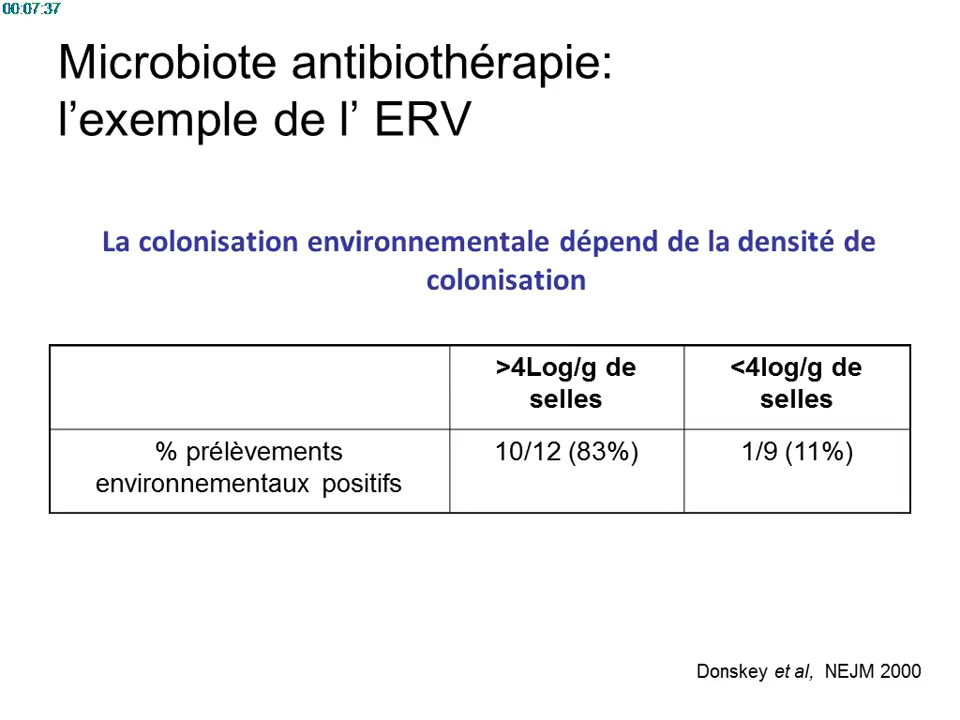 00:07:37
Microbiote antibiothérapie:
l’exemple de l’ ERV
La colonisation environnementale dépend de la densité de
colonisation
>4Log/g de
selles
<4log/g de
selles
% prélèvements
environnementaux positifs
10/12 (83%)
1/9 (11%)
Donskey et al, NEJM 2000